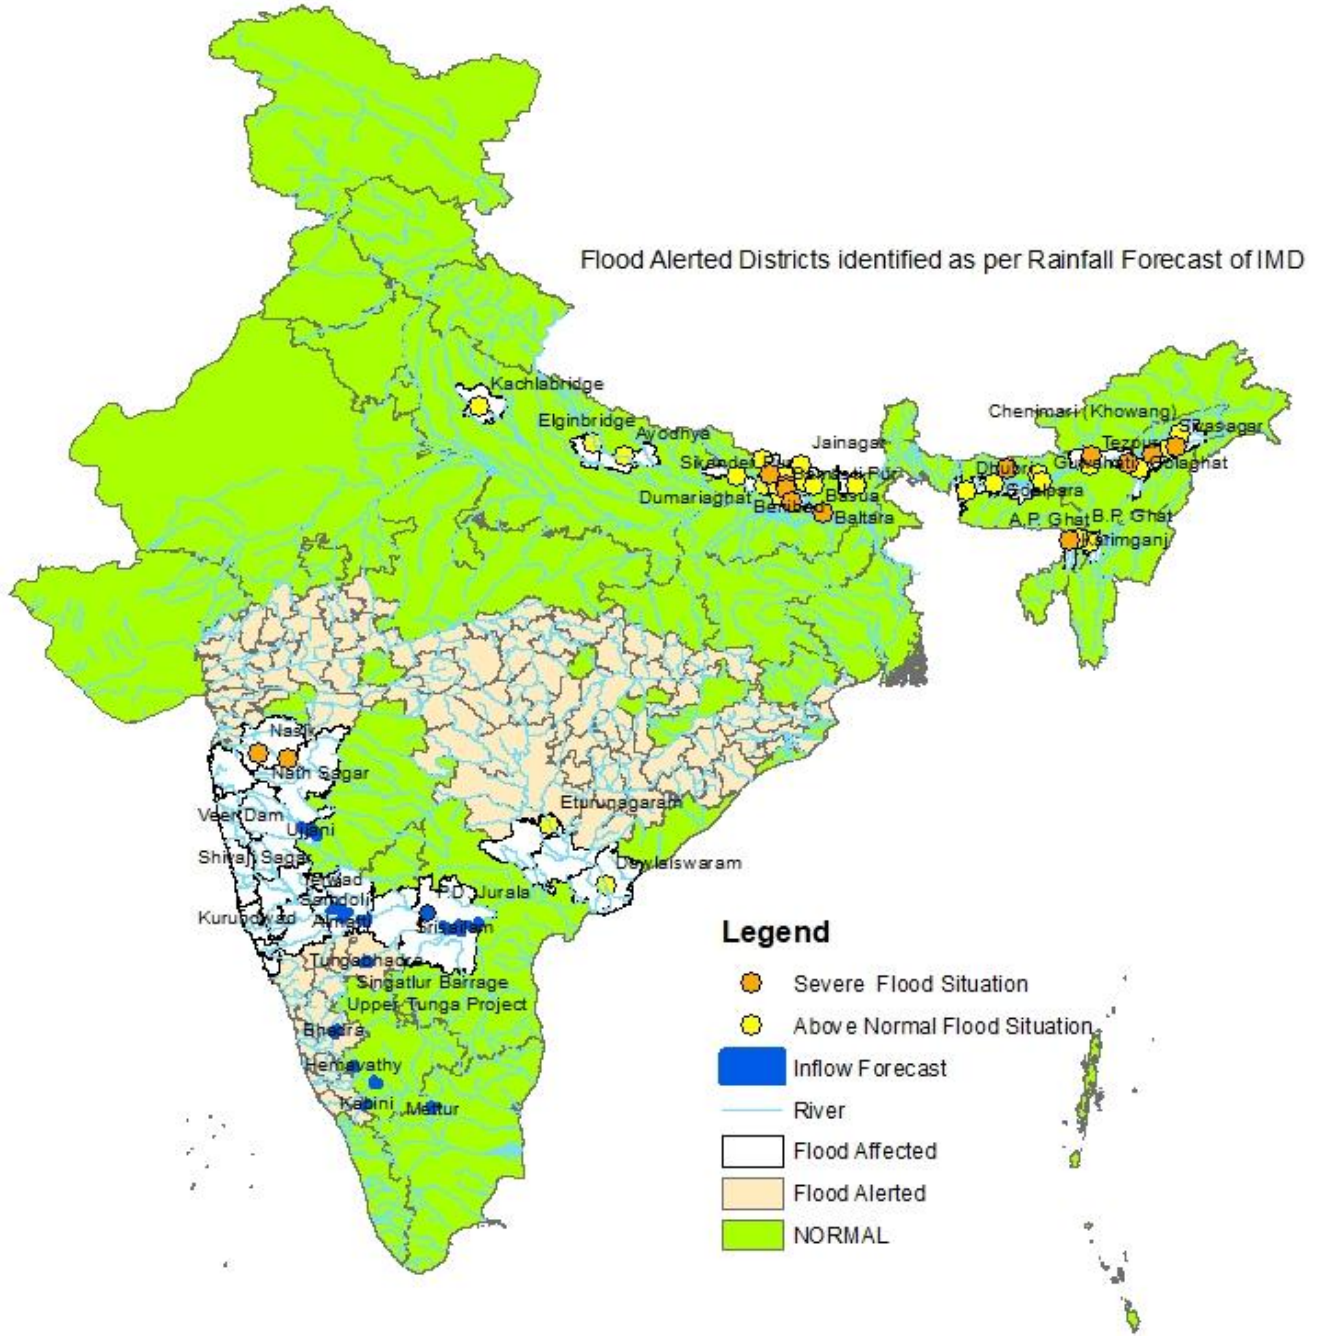 Flood Alerted Districts identified as per Rainfall Forecast of IMD
Kachlabridge
Elginbridge
Ayodhya
Jainagar
Dumariaghat
Basua
Baltara
Chenimari (Khowang)
Sivasagar
Tezpur
Dhubri
Guwahati
Golaghat
Goalpara
A.P. Ghat
B.P. Ghat
Karimganj
Nasik
Nath Sagar
Veer Dam
Ujjani
Shivaji Sagar
Samdoli
Kurundwad
Almatti
P.D. Jurala
Srisailam
Eturunagaram
Dowlaiswaram
Tungabhadra
Singatlur Barrage
Upper Tunga Project
Bhadra
Hemavathy
Kabini
Mettur
Legend
Severe Flood Situation
Above Normal Flood Situation
Inflow Forecast
River
Flood Affected
Flood Alerted
NORMAL